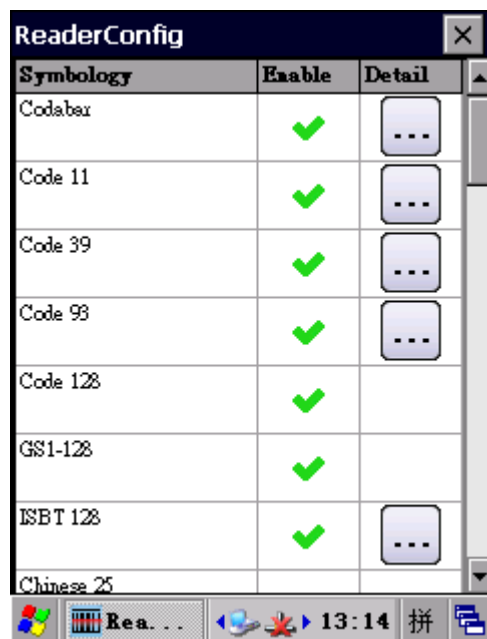 ReaderConfig
Symbology Enable Detail
Codabar ...
Code 11 ...
Code 39 ...
Code 93 ...
Code 128
GS1-128
ISBT 128 ...
Chinese 25
Rea... 13:14 拼